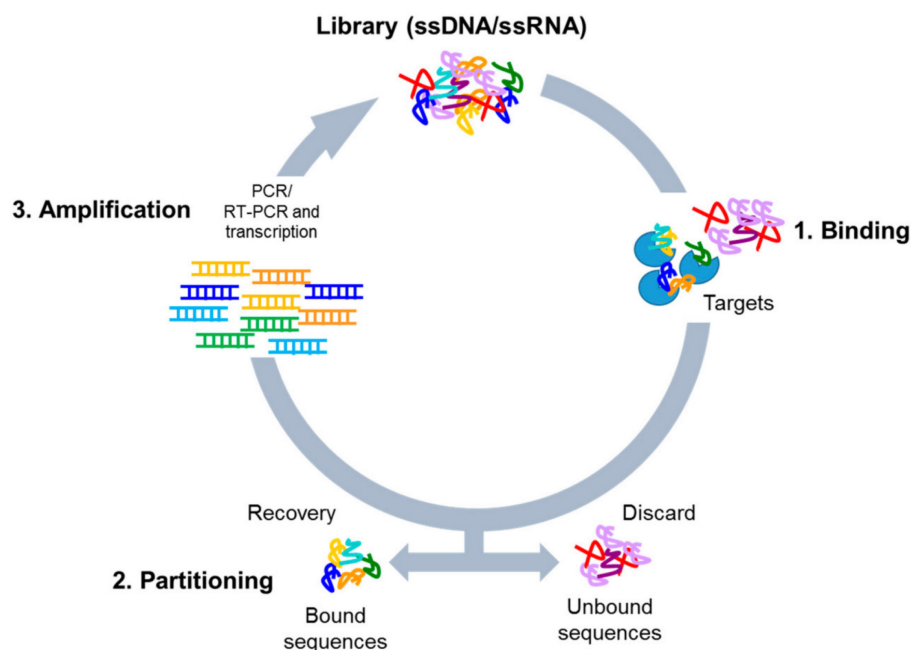 Library (ssDNA/ssRNA)
PCR/
RT-PCR and
transcription
3. Amplification
1. Binding
Targets
Recovery
Discard
2. Partitioning
Bound
sequences
Unbound
sequences